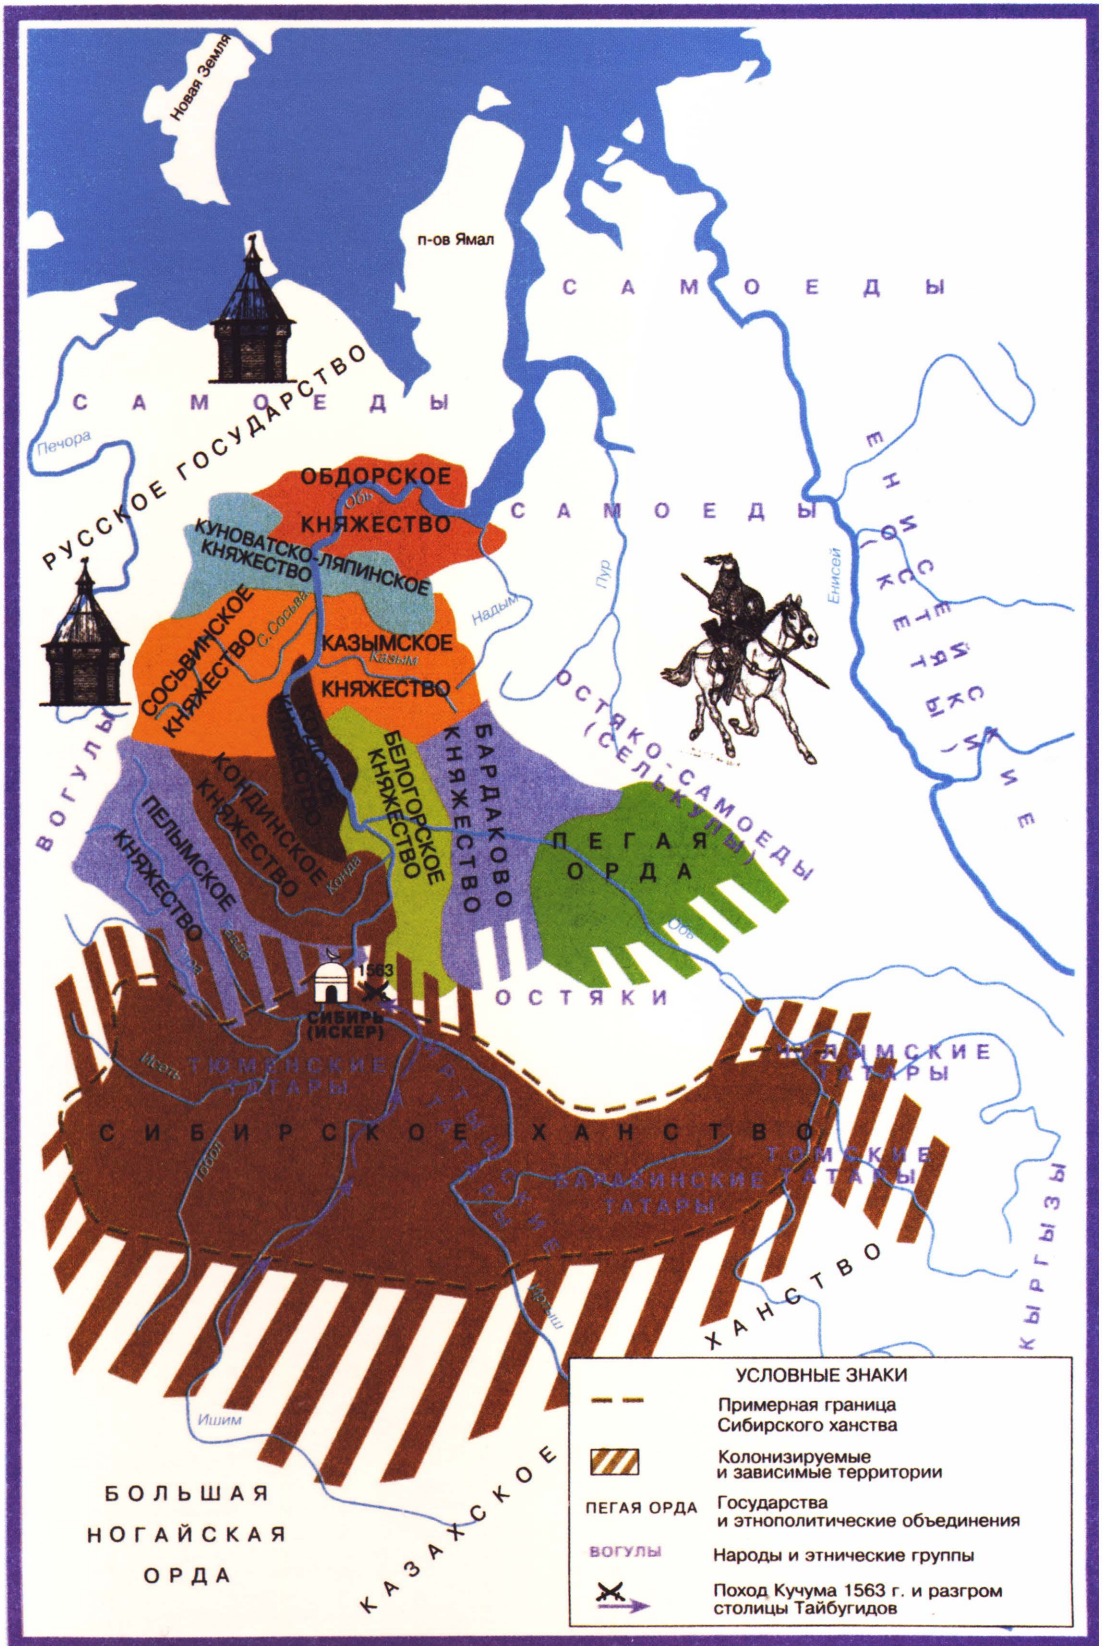 Новая Земля
п-ов Ямал
САМОЕДЫ
САМОЕДЫ
Печора
РУССКОЕ ГОСУДАРСТВО
ОБДОРСКОЕ
КНЯЖЕСТВО
Обь
САМОЕДЫ
КУНОВАТСКО-ЛЯПИНСКОЕ
КНЯЖЕСТВО
ЕНИСЕЙСКИЕ
Енисей
Пур
Надым
СОСЬВИНСКОЕ
КНЯЖЕСТВО
С.Сосьва
КАЗЫМСКОЕ
Казым
КНЯЖЕСТВО
ОСТЯКО-САМОЕДЫ
(СЕЛЬКУПЫ)
ВОГУЛЫ
ПЕЛЫМСКОЕ
КНЯЖЕСТВО
КОНДИНСКОЕ
КНЯЖЕСТВО
Конда
БЕЛОГОРСКОЕ
КНЯЖЕСТВО
БАРДАКОВО
КНЯЖЕСТВО
ПЕГАЯ
ОРДА
Обь
1563
СИБИРЬ
(ИСКЕР)
ОСТЯКИ
Исеть
ТЮМЕНСКИЕ
ТАТАРЫ
ЧУЛЫМСКИЕ
ТАТАРЫ
СИБИРСКОЕ ХАНСТВО
Тобол
ТОМСКИЕ
ТАТАРЫ
БАРАБИНСКИЕ
ТАТАРЫ
КЫРГЫЗЫ
Иртыш
Ишим
КАЗАХСКОЕ ХАНСТВО
БОЛЬШАЯ
НОГАЙСКАЯ
ОРДА
УСЛОВНЫЕ ЗНАКИ
Примерная граница
Сибирского ханства
Колонизируемые
и зависимые территории
ПЕГАЯ ОРДА
Государства
и этнополитические объединения
ВОГУЛЫ
Народы и этнические группы
Поход Кучума 1563 г. и разгром
столицы Тайбугидов